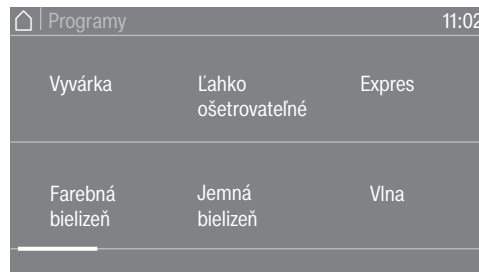 Programy 11:02
Vyvárka Ľahko ošetrovateľné Expres
Farebná bielizeň Jemná bielizeň Vlna